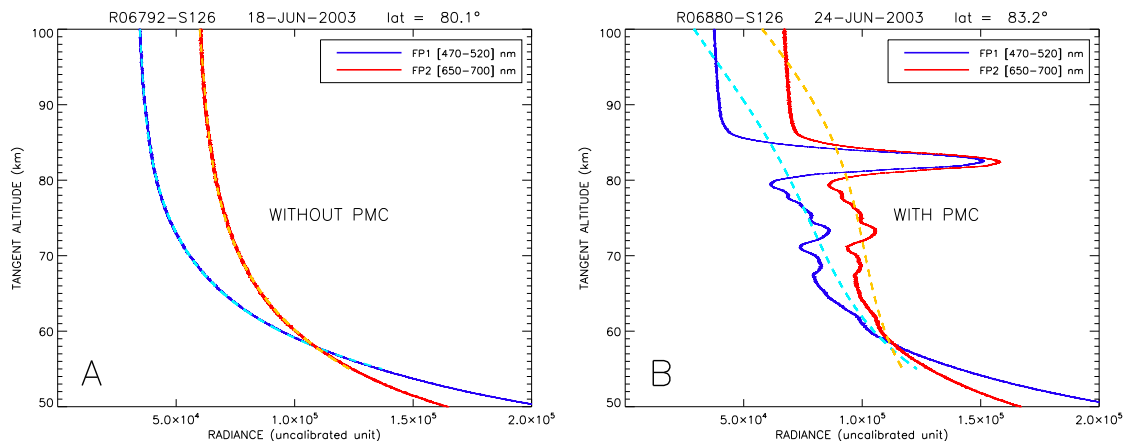 R06792-S126 18-JUN-2003 lat = 80.1°
100
90
80
70
60
50
TANGENT ALTITUDE (km)
FP1 [470-520] nm
FP2 [650-700] nm
WITHOUT PMC
A
5.0×10⁴ 1.0×10⁵ 1.5×10⁵ 2.0×10⁵
RADIANCE (uncalibrated unit)
R06880-S126 24-JUN-2003 lat = 83.2°
100
90
80
70
60
50
TANGENT ALTITUDE (km)
FP1 [470-520] nm
FP2 [650-700] nm
WITH PMC
B
5.0×10⁴ 1.0×10⁵ 1.5×10⁵ 2.0×10⁵
RADIANCE (uncalibrated unit)